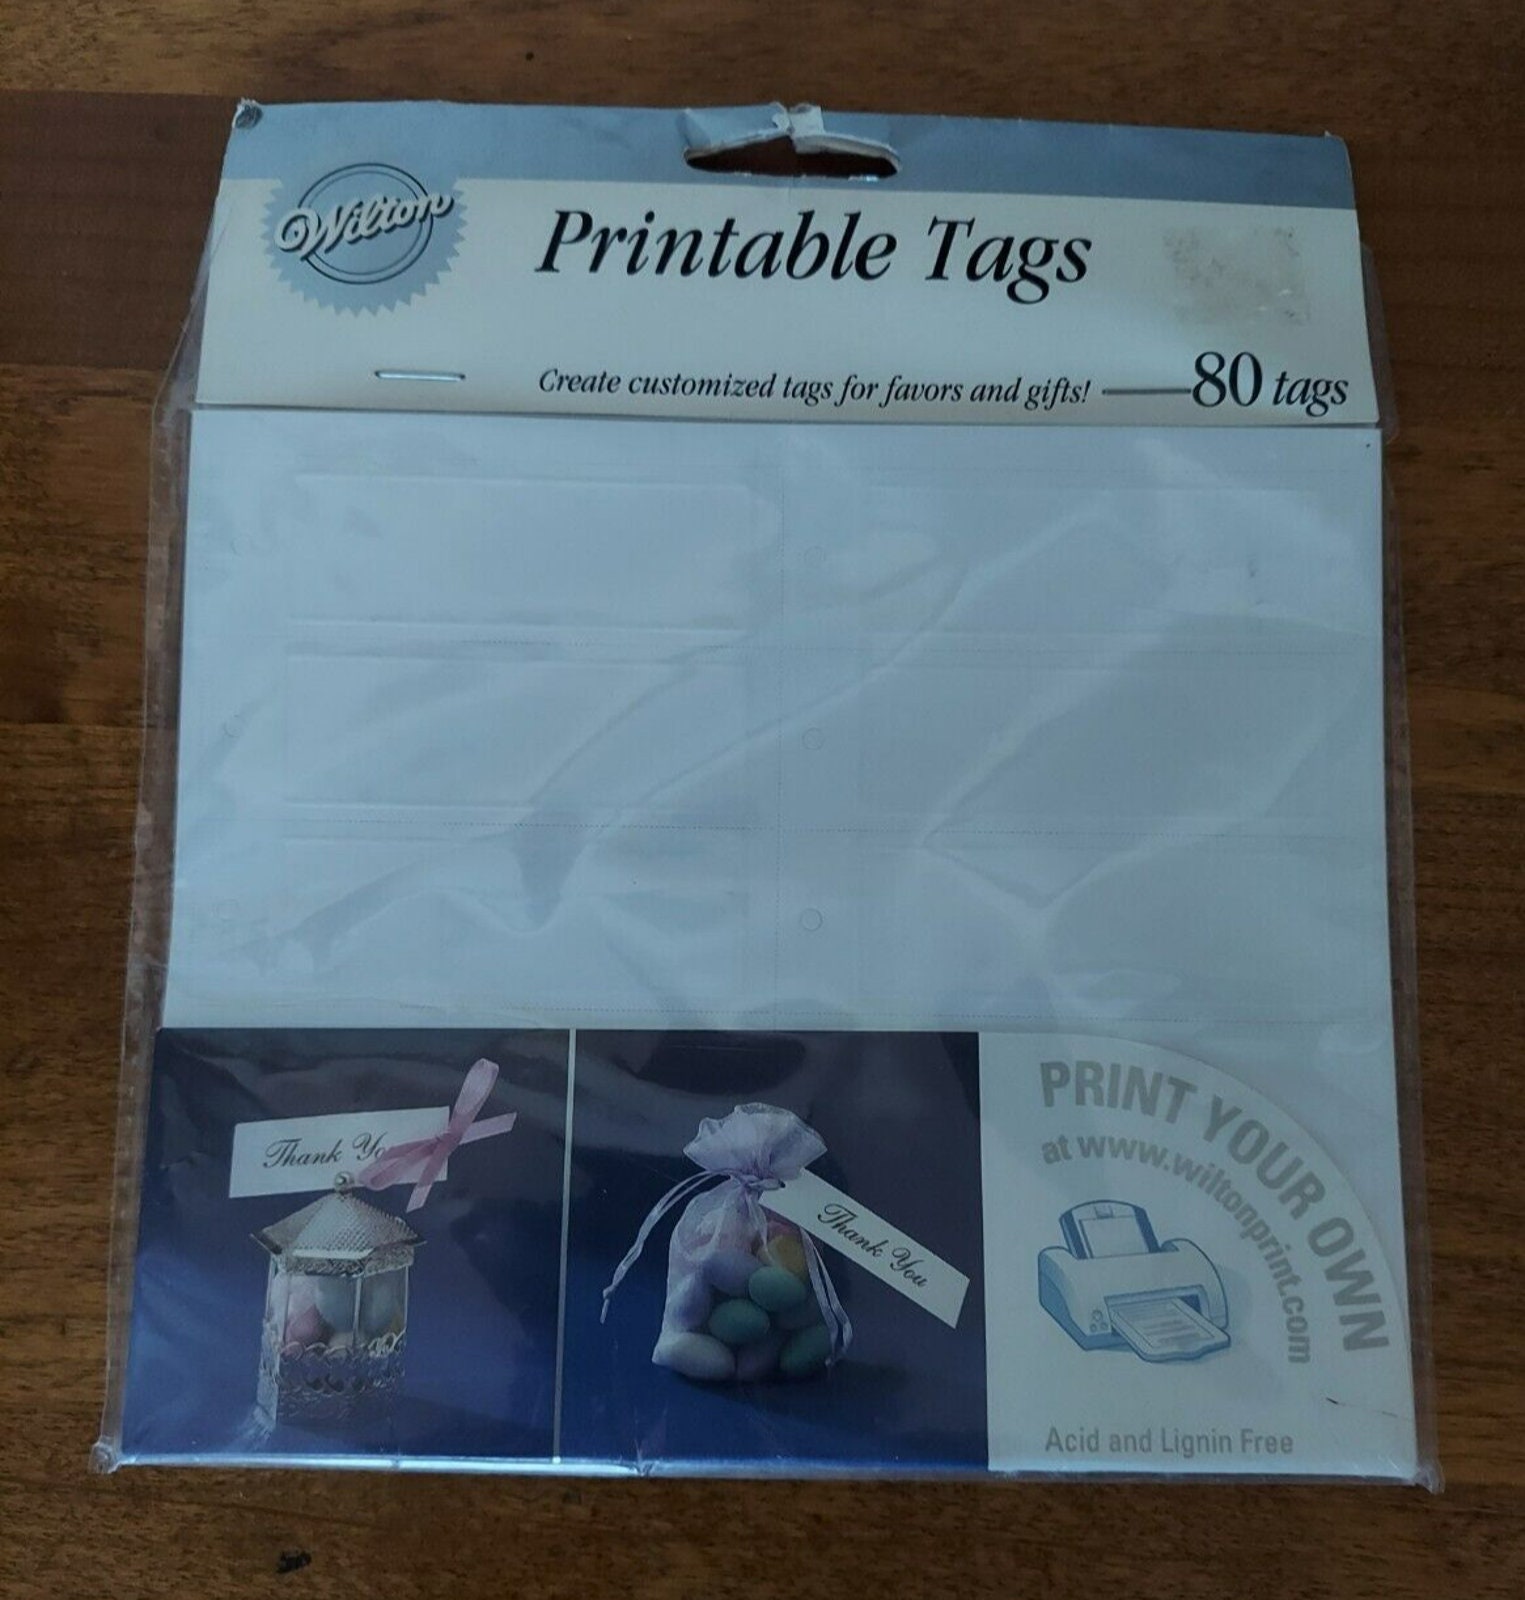 Wilton
Printable Tags
Create customized tags for favors and gifts!
80 tags
Thank Yo
Thank You
PRINT YOUR OWN
at www.wiltonprint.com
Acid and Lignin Free